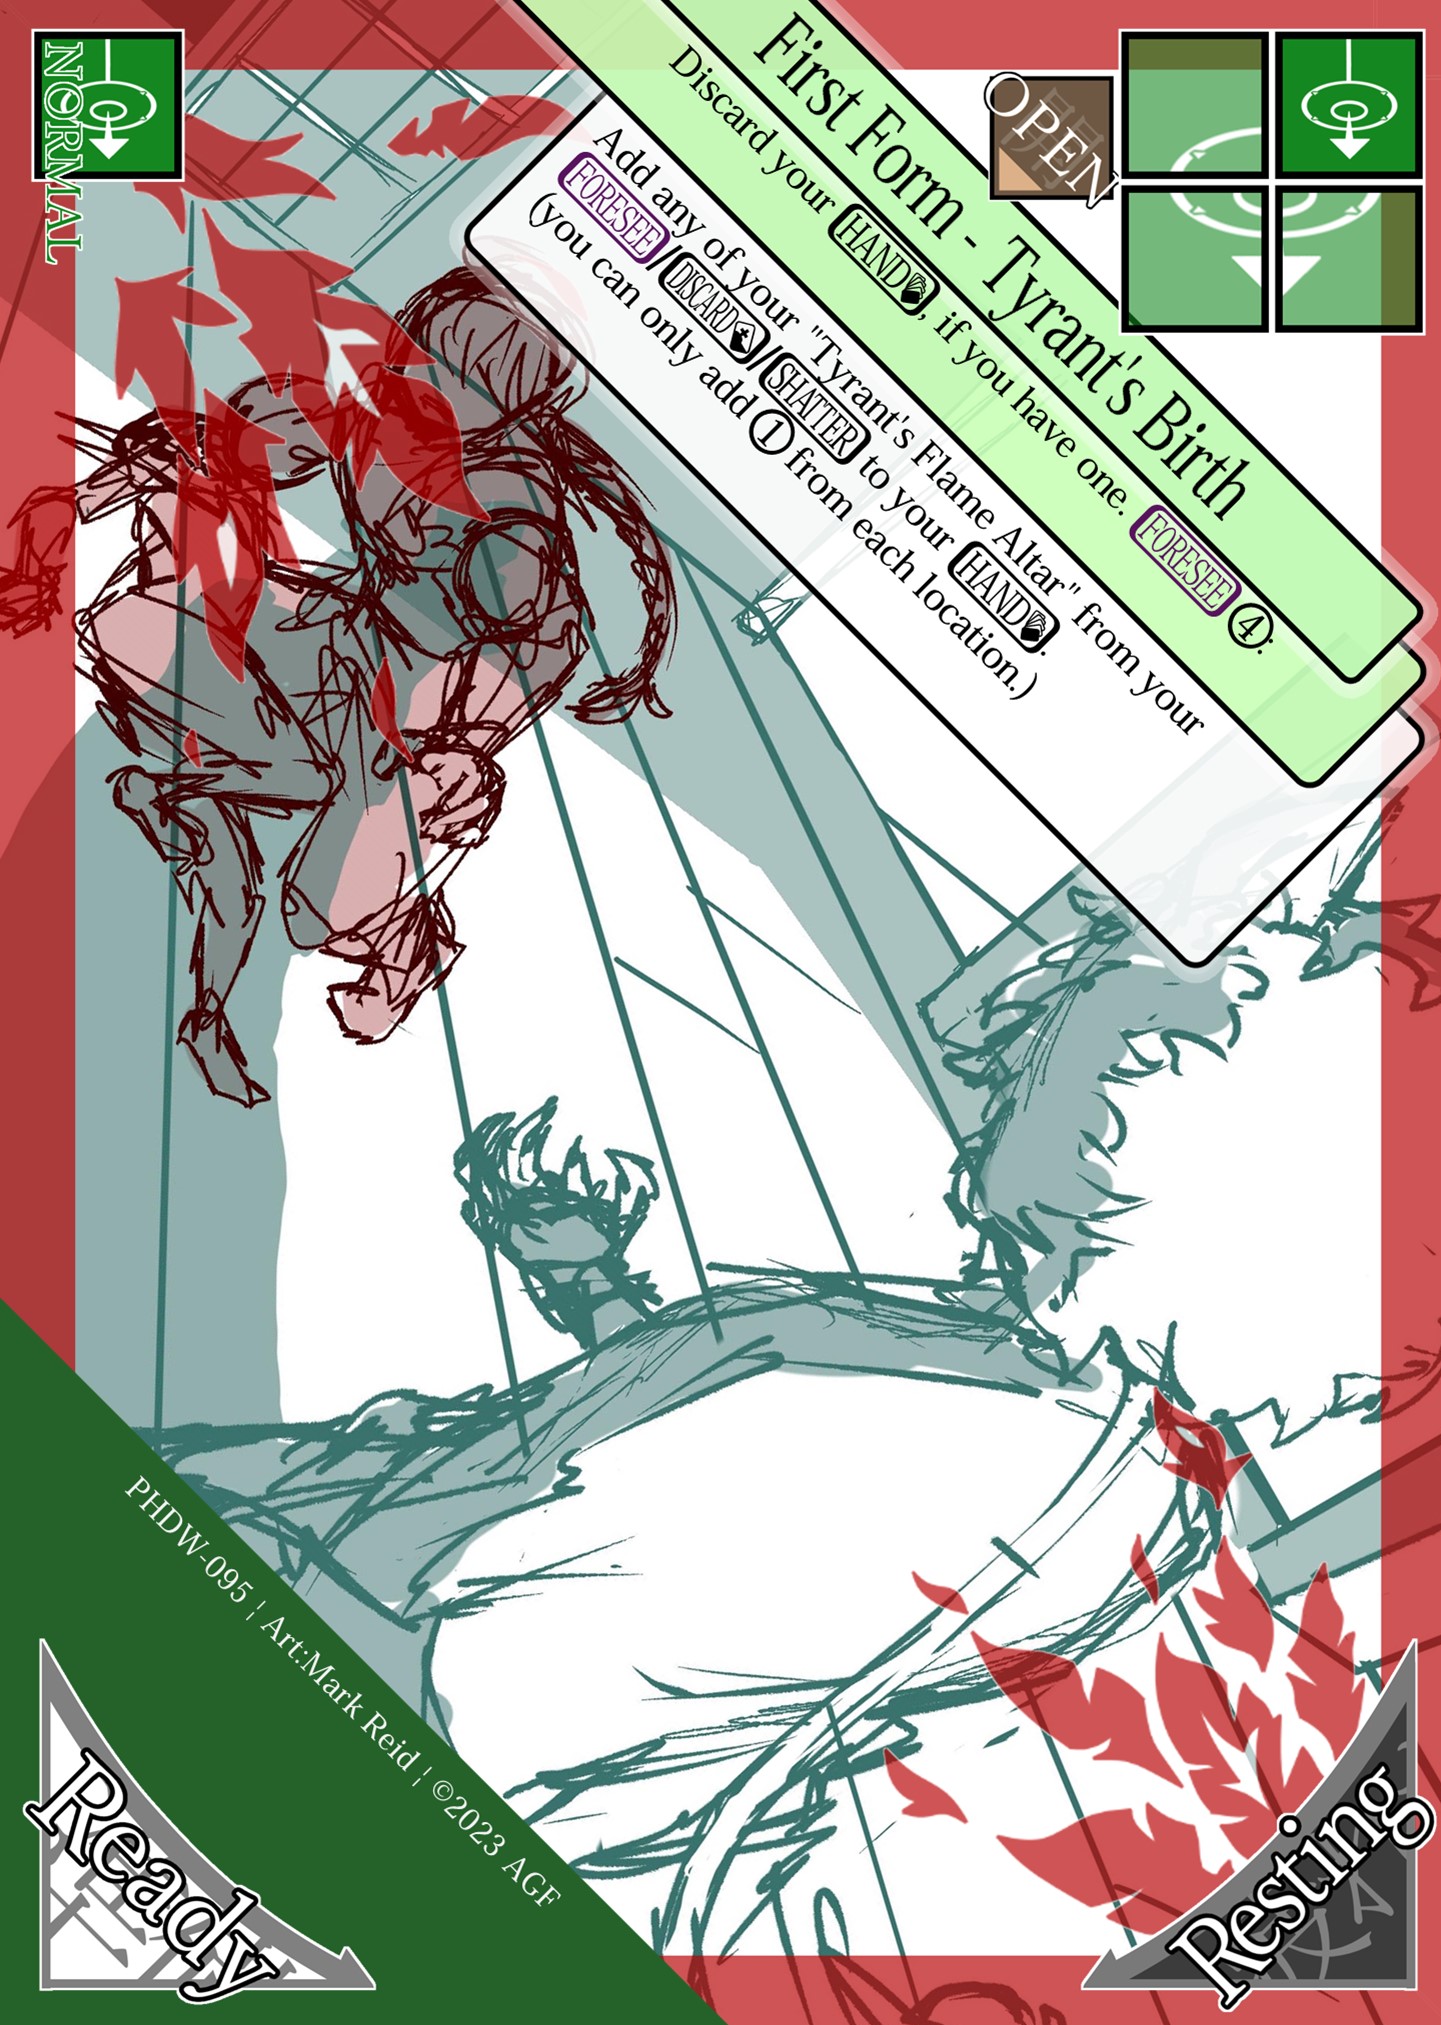 NORMAL
OPEN
First Form - Tyrant's Birth
Discard your HAND, if you have one. FORESEE 4:
Add any of your "Tyrant's Flame Altar" from your
FORESEE/DISCARD/SHATTER to your HAND.
(you can only add 1 from each location.)
PHDW-095 ¦ Art:Mark Reid ¦ ©2023 AGF
Ready
Resting